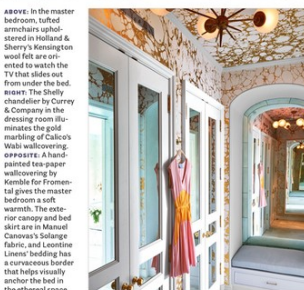 ABOVE: In the master
bedroom, tufted
armchairs uphol-
stered in Holland &
Sherry's Kensington
wool felt are ori-
ented to watch the
TV that slides out
from under the bed.
RIGHT: The Shelly
chandelier by Currey
& Company in the
dressing room illu-
minates the gold
marbling of Calico's
Wabi wallcovering.
OPPOSITE: A hand-
painted tea-paper
wallcovering by
Kemble for Fromen-
tal gives the master
bedroom a soft
warmth. The exte-
rior canopy and bed
skirt are in Manuel
Canovas's Solange
fabric, and Leontine
Linens' bedding has
a curvaceous border
that helps visually
anchor the bed in
the ethereal space.